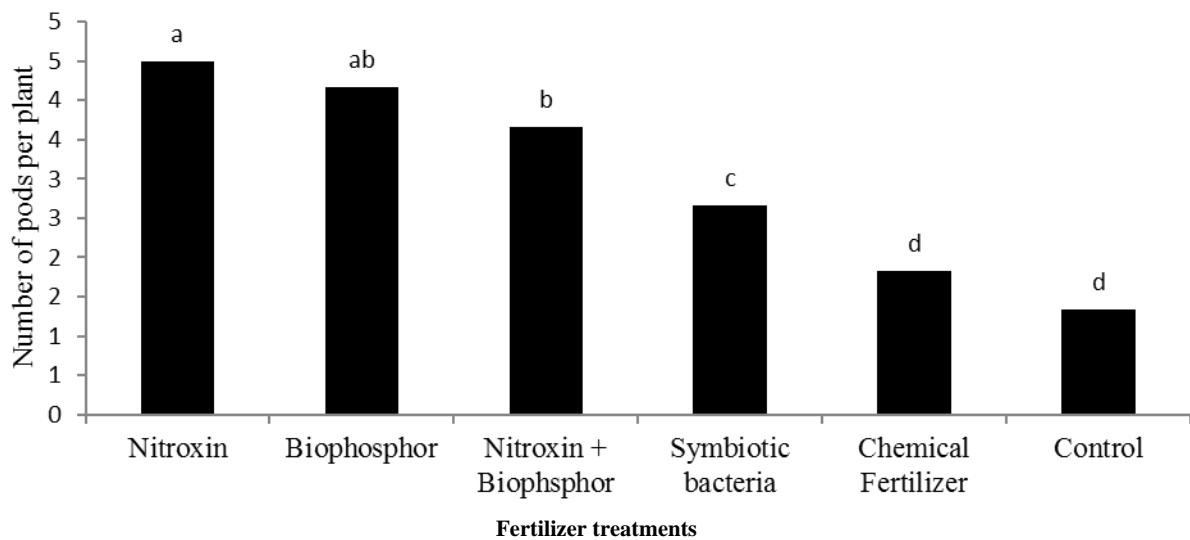 Number of pods per plant
5
5
4
4
3
3
2
2
1
1
0
a
ab
b
c
d
d
Nitroxin
Biophosphor
Nitroxin +
Biophsphor
Symbiotic
bacteria
Chemical
Fertilizer
Control
Fertilizer treatments